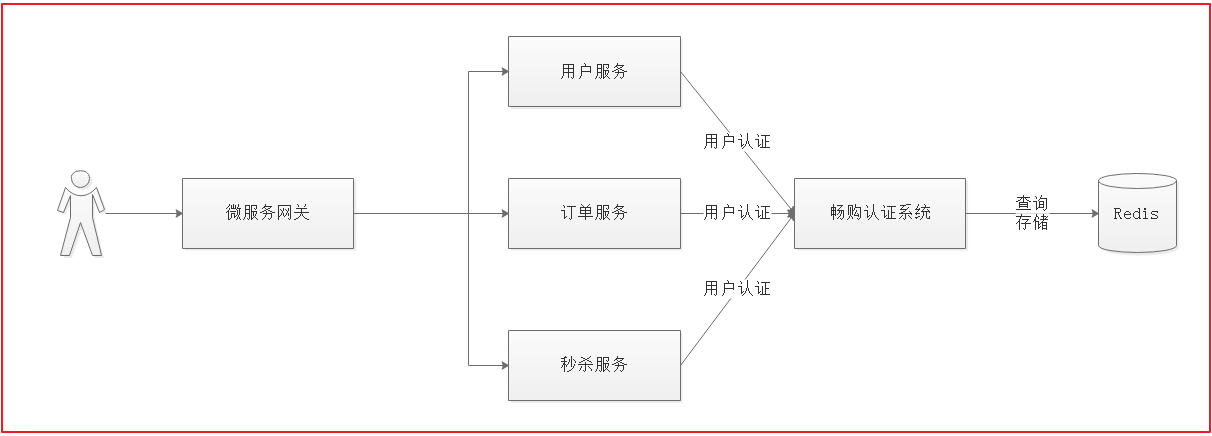 用户服务
用户认证
微服务网关
订单服务
用户认证
畅购认证系统
查询
存储
Redis
用户认证
秒杀服务